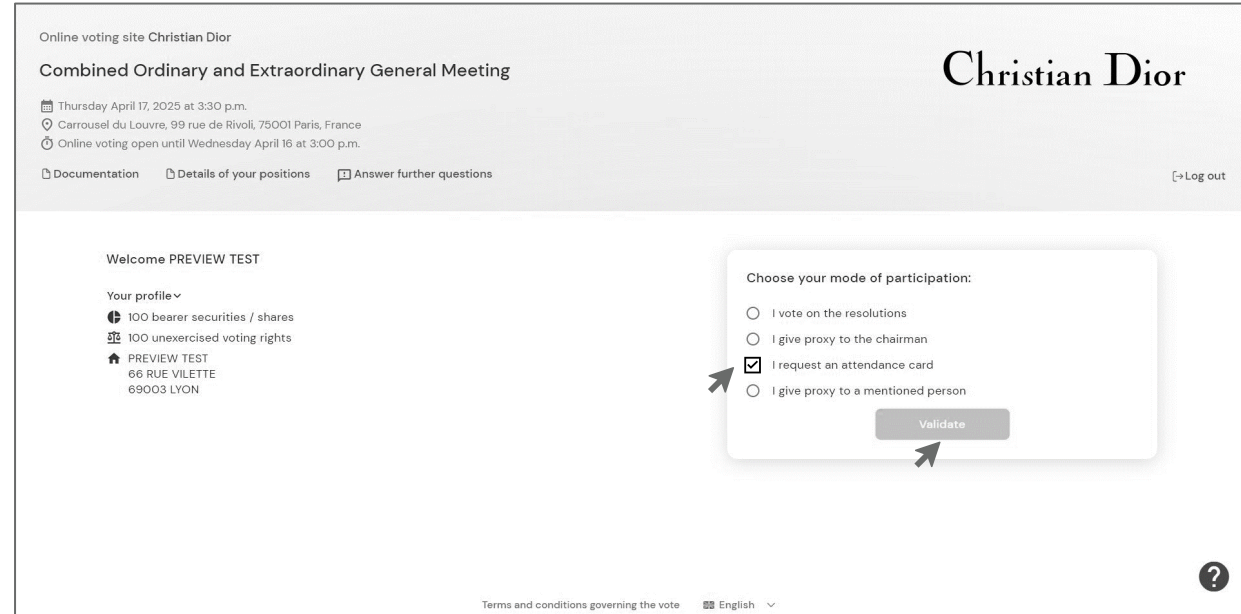 Online voting site Christian Dior
Combined Ordinary and Extraordinary General Meeting
Christian Dior
Thursday April 17, 2025 at 3:30 p.m.
Carrousel du Louvre, 99 rue de Rivoli, 75001 Paris, France
Online voting open until Wednesday April 16 at 3:00 p.m.
Documentation Details of your positions Answer further questions Log out
Welcome PREVIEW TEST
Your profile
100 bearer securities / shares
100 unexercised voting rights
PREVIEW TEST
66 RUE VILETTE
69003 LYON
Choose your mode of participation:
I vote on the resolutions
I give proxy to the chairman
I request an attendance card
I give proxy to a mentioned person
Validate
?
Terms and conditions governing the vote English